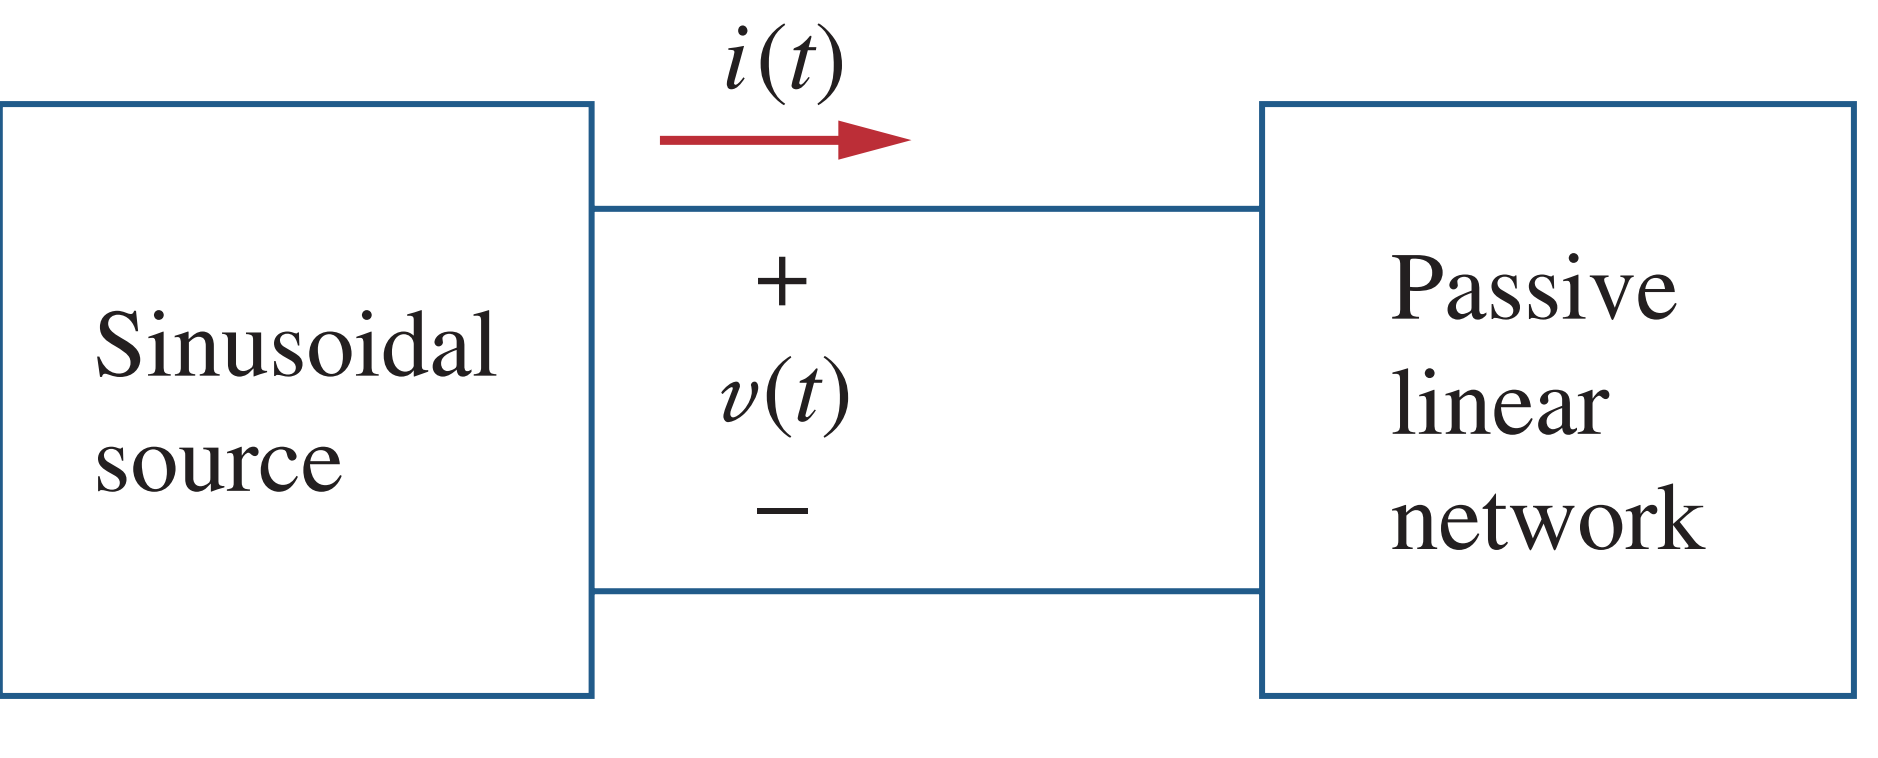 i(t)
+
v(t)
−
Sinusoidal
source
Passive
linear
network